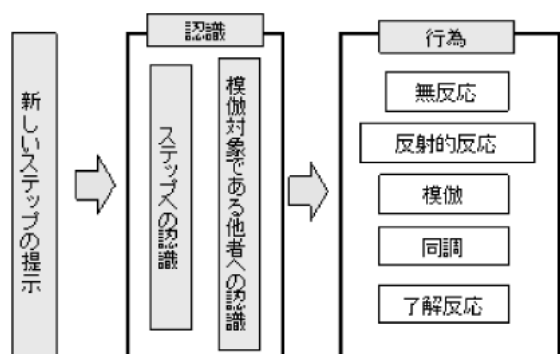 新しいステップの提示
認識
ステップへの認識
模倣対象である他者への認識
行為
無反応
反射的反応
模倣
同調
了解反応